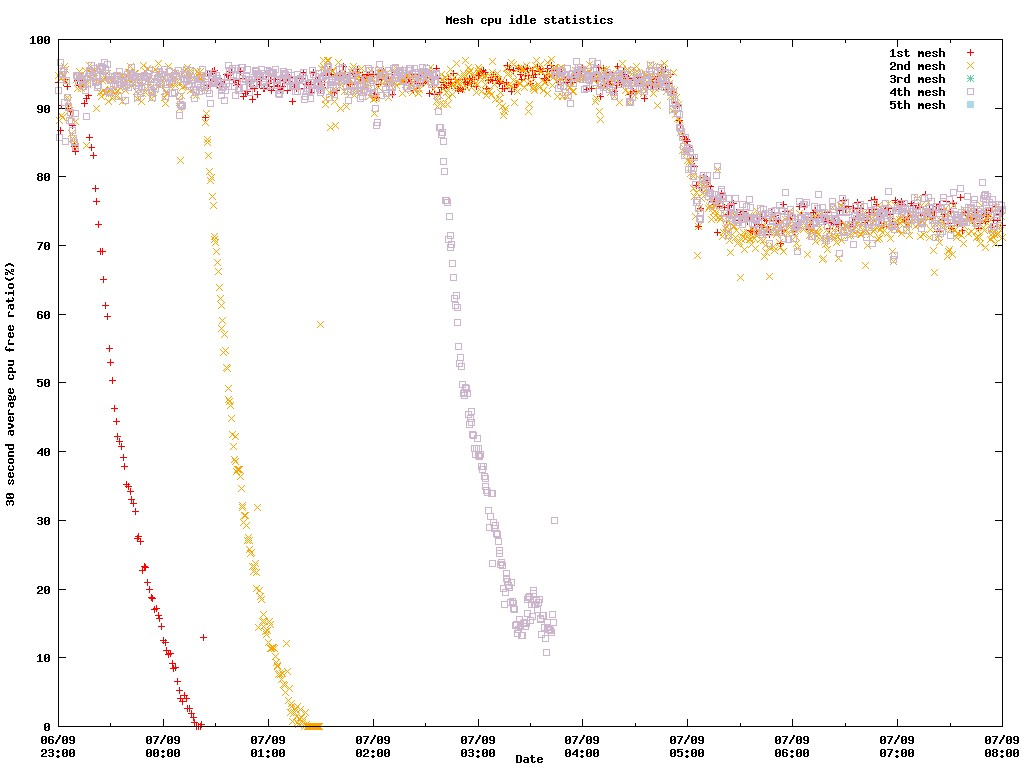 Mesh cpu idle statistics
100
90
80
70
60
50
40
30
20
10
0
30 second average cpu free ratio(%)
1st mesh
2nd mesh
3rd mesh
4th mesh
5th mesh
06/09 07/09 07/09 07/09 07/09 07/09 07/09 07/09 07/09 07/09
23:00 00:00 01:00 02:00 03:00 04:00 05:00 06:00 07:00 08:00
Date